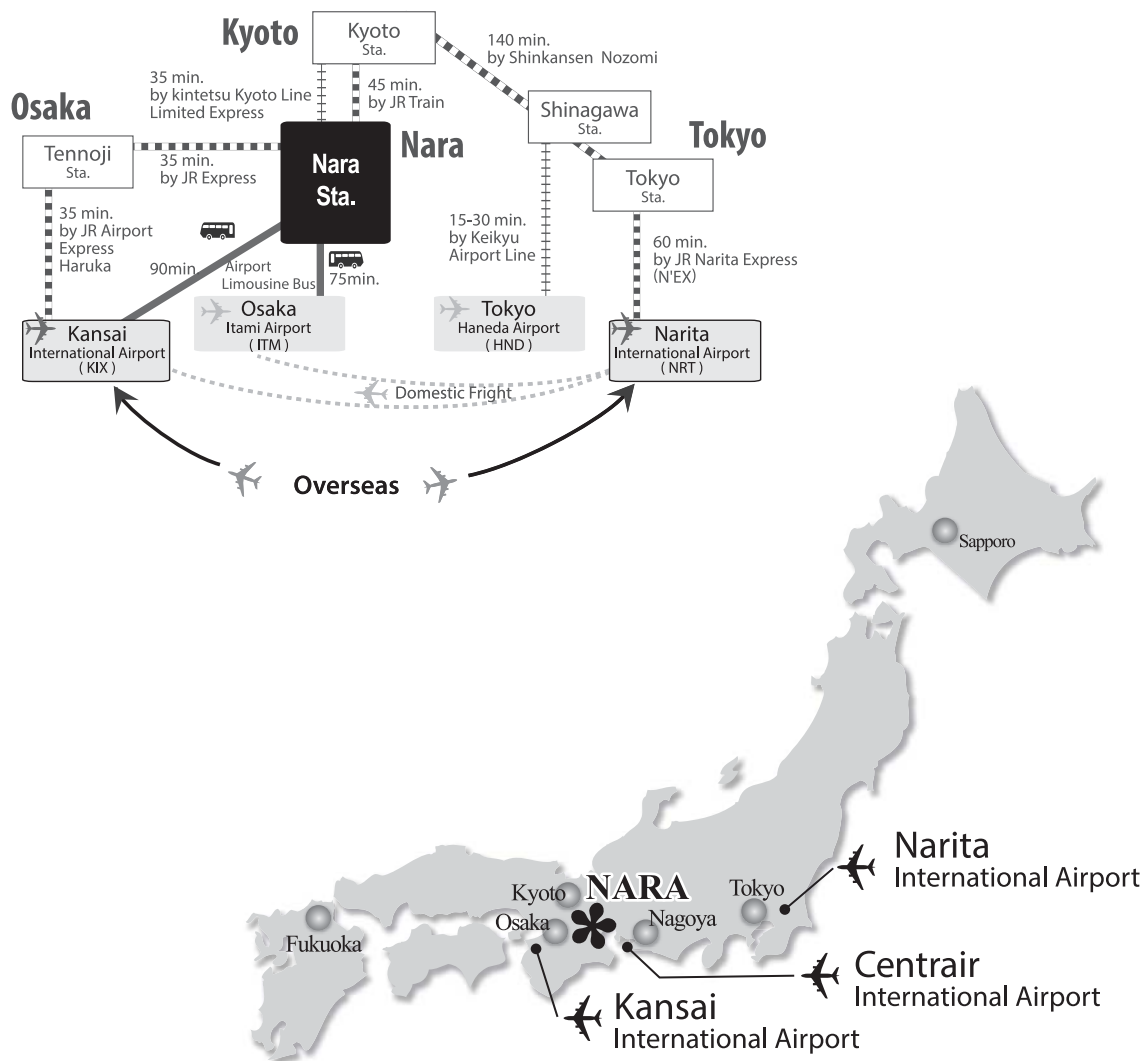 Kyoto
Kyoto
Sta.
140 min.
by Shinkansen Nozomi
35 min.
by kintetsu Kyoto Line
Limited Express
45 min.
by JR Train
Osaka
Tennoji
Sta.
35 min.
by JR Express
Nara
Sta.
Nara
Shinagawa
Sta.
Tokyo
Tokyo
Sta.
35 min.
by JR Airport
Express
Haruka
90min.
Airport
Limousine Bus
75min.
15-30 min.
by Keikyu
Airport Line
60 min.
by JR Narita Express
(N'EX)
Kansai
International Airport
( KIX )
Osaka
Itami Airport
( ITM )
Tokyo
Haneda Airport
( HND )
Narita
International Airport
( NRT )
Domestic Fright
Overseas
Sapporo
Narita
International Airport
Kyoto
NARA
Tokyo
Osaka
Nagoya
Fukuoka
Centrair
International Airport
Kansai
International Airport